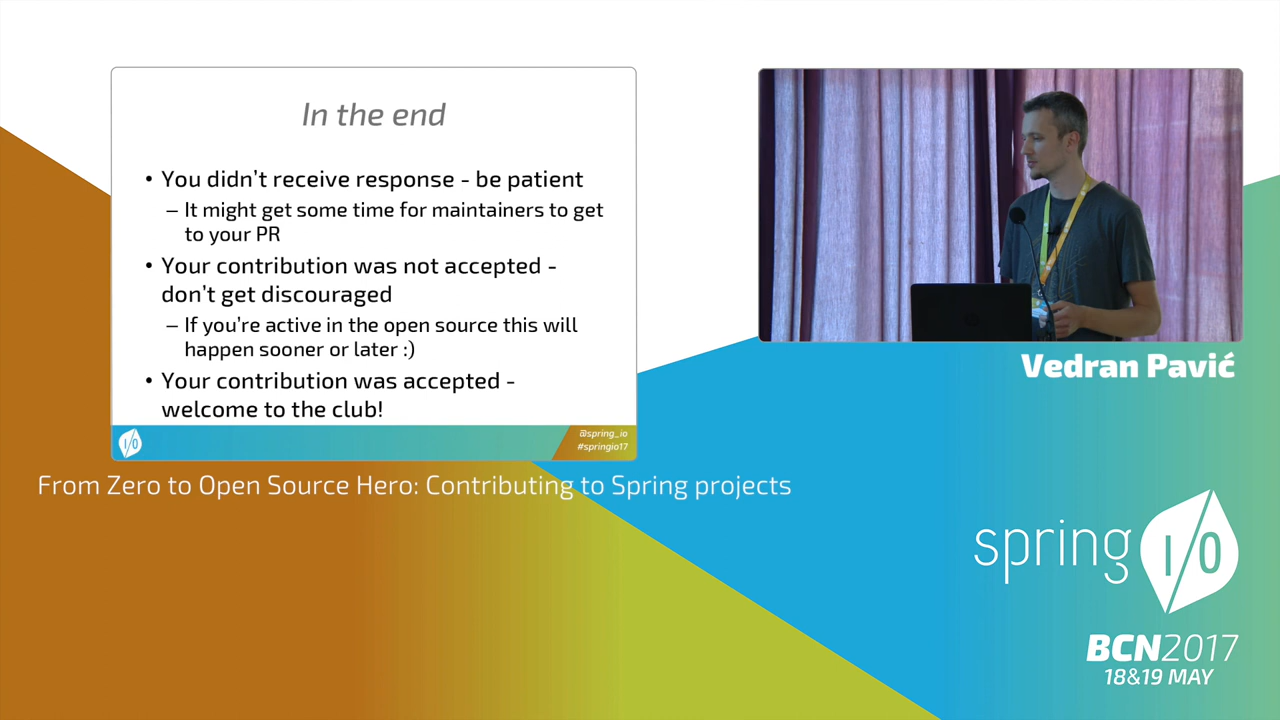 In the end
• You didn't receive response - be patient
– It might get some time for maintainers to get
to your PR
• Your contribution was not accepted -
don't get discouraged
– If you're active in the open source this will
happen sooner or later :)
• Your contribution was accepted -
welcome to the club!
I/O
@spring_io
#springio17
Vedran Pavić
From Zero to Open Source Hero: Contributing to Spring projects
spring I/O
BCN2017
18&19 MAY